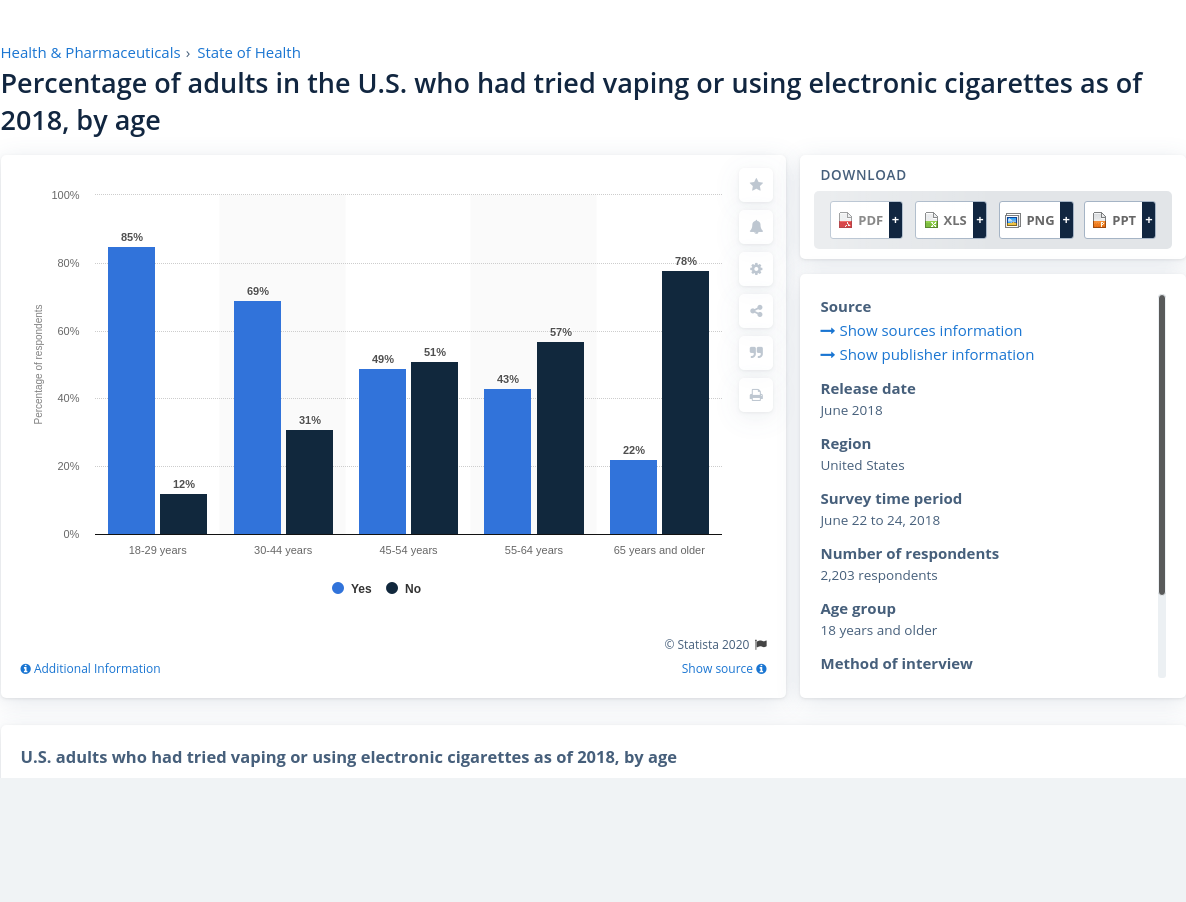 Health & Pharmaceuticals › State of Health
Percentage of adults in the U.S. who had tried vaping or using electronic cigarettes as of
2018, by age
100%
80%
60%
40%
20%
0%
Percentage of respondents
85%
12%
69%
31%
49%
51%
43%
57%
22%
78%
18-29 years
30-44 years
45-54 years
55-64 years
65 years and older
Yes No
© Statista 2020
Additional Information
Show source
DOWNLOAD
PDF +
XLS +
PNG +
PPT +
Source
Show sources information
Show publisher information
Release date
June 2018
Region
United States
Survey time period
June 22 to 24, 2018
Number of respondents
2,203 respondents
Age group
18 years and older
Method of interview
U.S. adults who had tried vaping or using electronic cigarettes as of 2018, by age